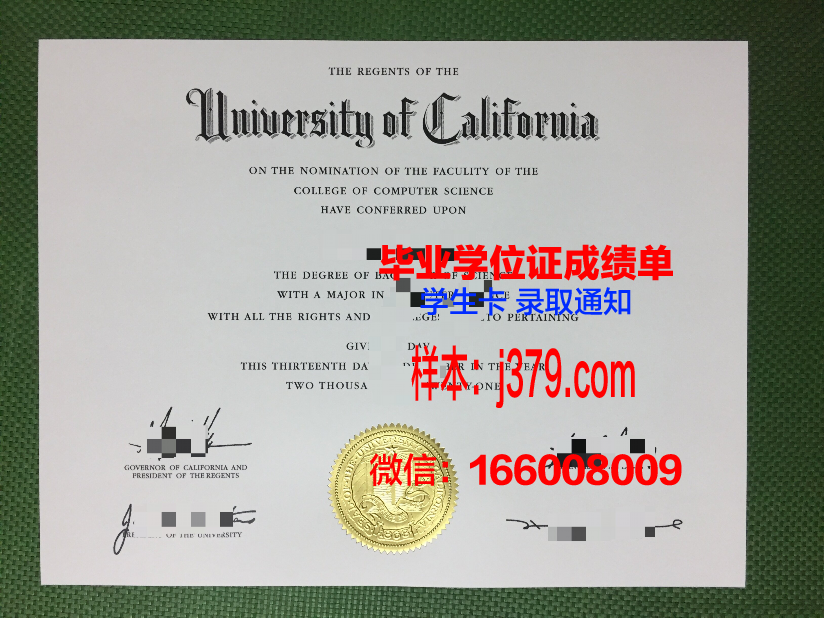 THE REGENTS OF THE
University of California
ON THE NOMINATION OF THE FACULITY OF THE
COLLEGE OF COMPUTER SCIENCE
HAVE CONFERRED UPON
毕业学位证成绩单
THE DEGREE OF
WITH A MAJOR IN
学生卡 录取通知
WITH ALL THE RIGHTS AND TO PERTAINING
DAY
THIS THIRTEENTH IN THE YEAR
样本：j379.com
TWO
微信：166008009
GOVERNOR OF CALIFORNIA AND
PRESIDENT OF THE REGENTS
OF THE UNIVERSITY